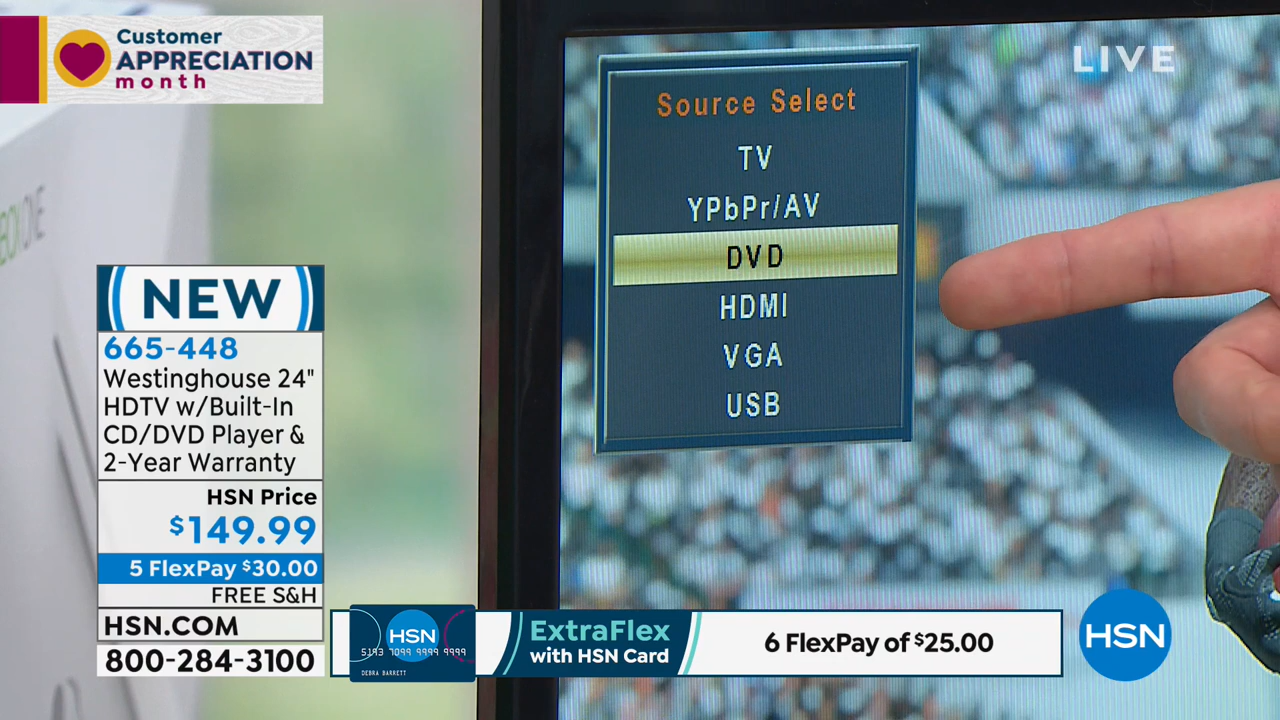 Customer
APPRECIATION
month
LIVE
Source Select
TV
YPbPr/AV
DVD
HDMI
VGA
USB
BOX ONE
NEW
665-448
Westinghouse 24"
HDTV w/Built-In
CD/DVD Player &
2-Year Warranty
HSN Price
$149.99
5 FlexPay $30.00
FREE S&H
HSN.COM
800-284-3100
HSN
5193 7099 9999 9999
DEBRA BARRETT
ExtraFlex
with HSN Card
6 FlexPay of $25.00
HSN